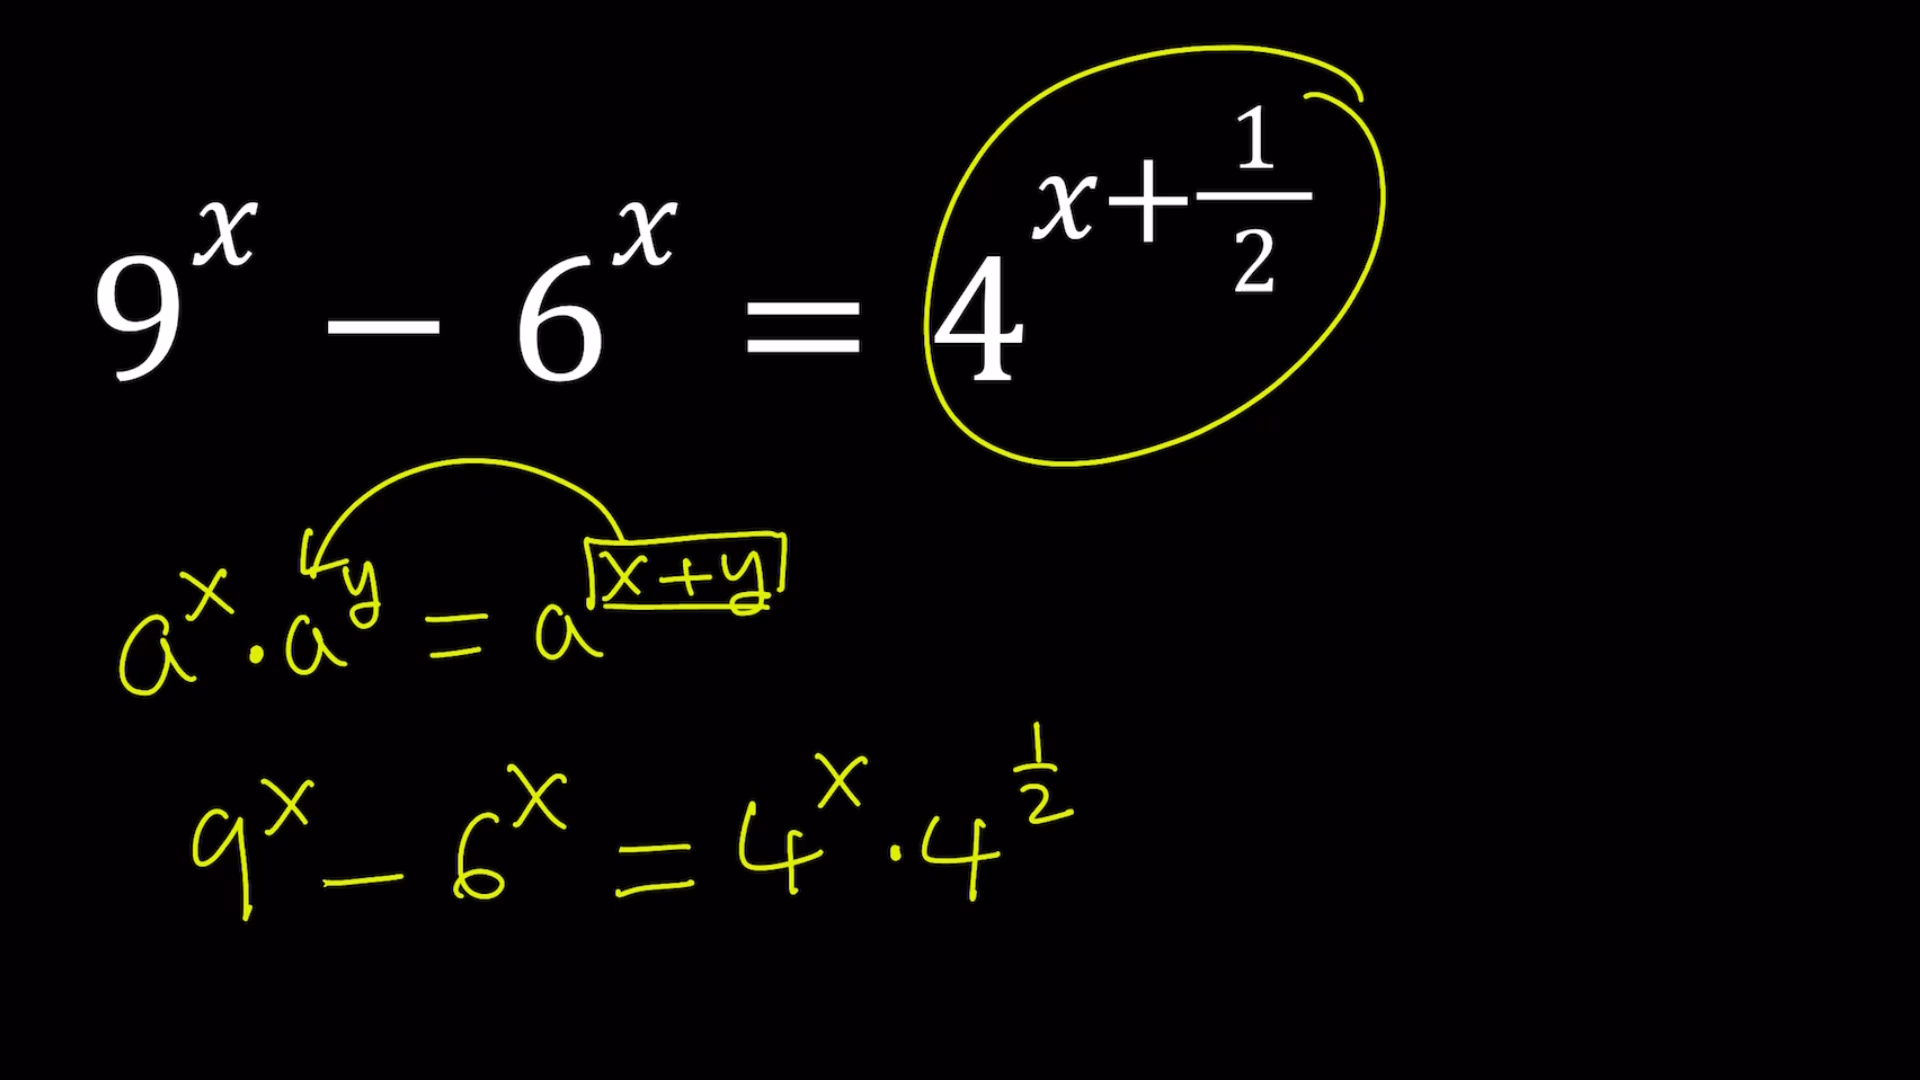 9^x − 6^x = 4^(x+1/2)
a^x · a^y = a^(x+y)
9^x − 6^x = 4^x · 4^(1/2)